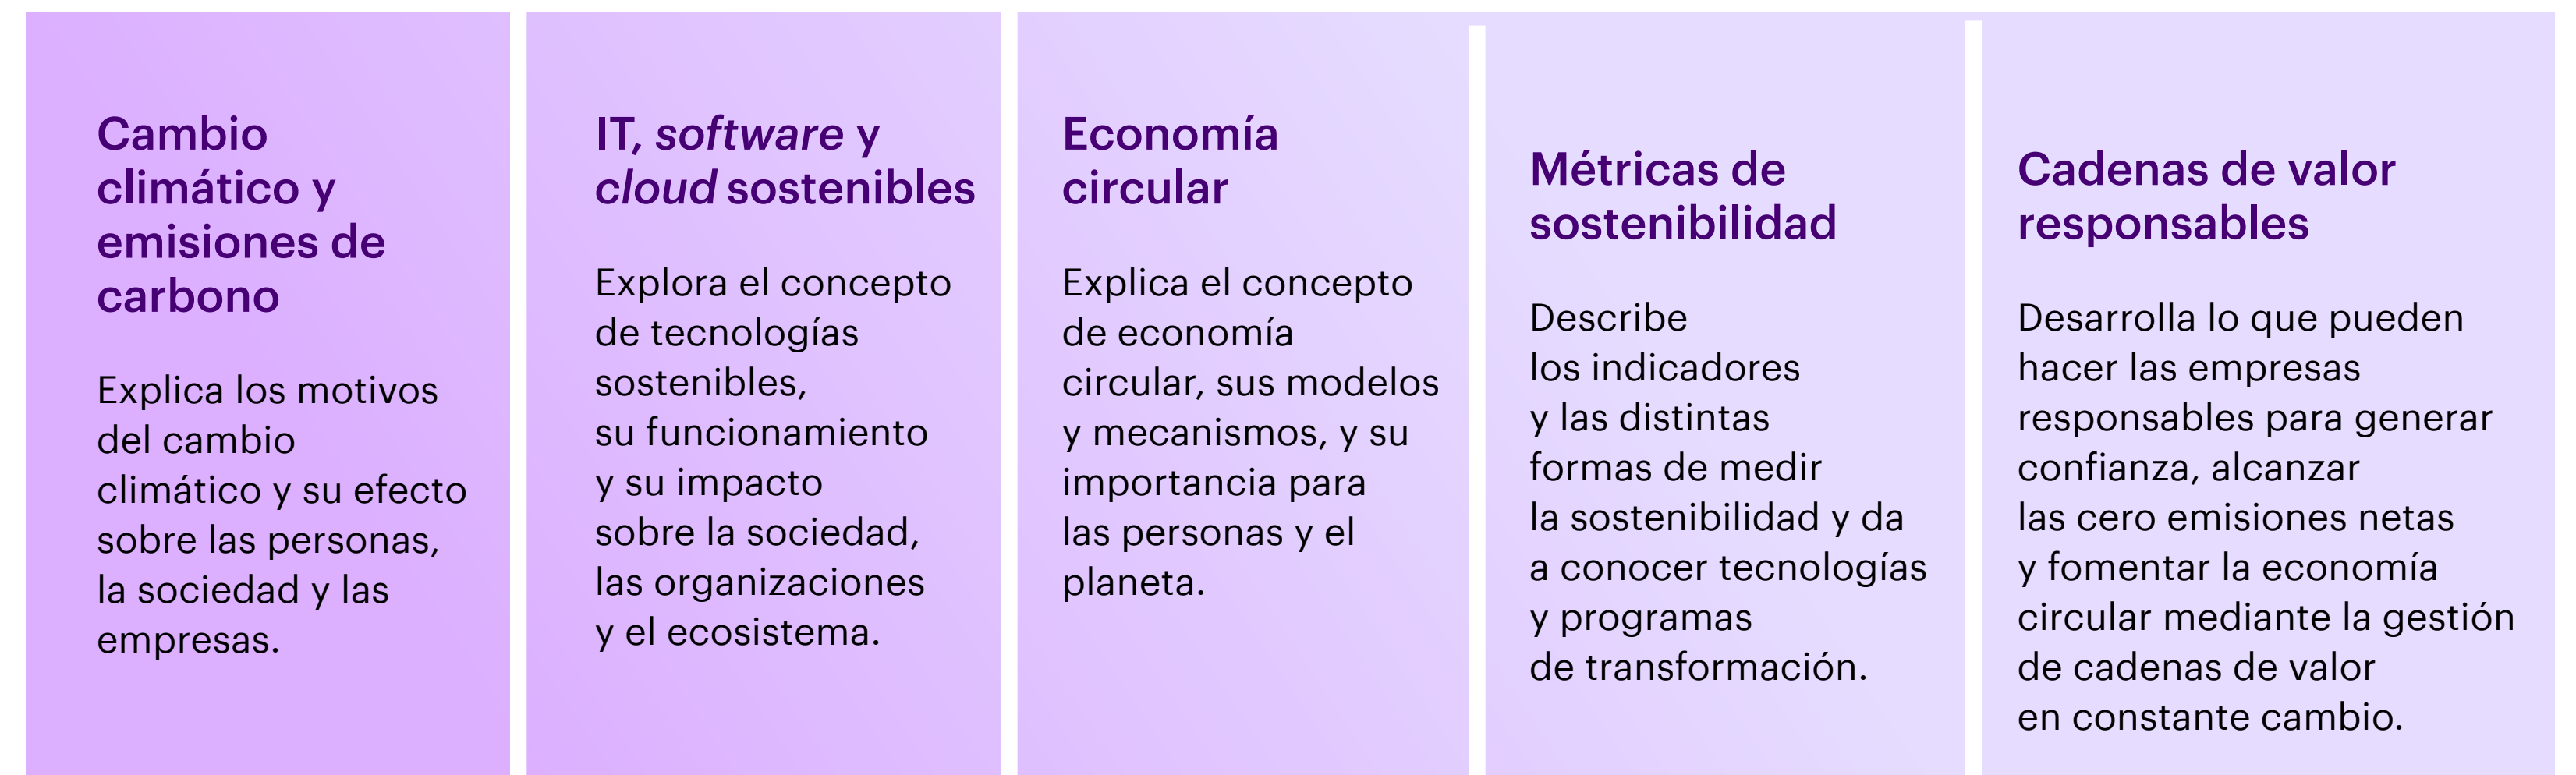 Cambio
climático y
emisiones de
carbono
Explica los motivos
del cambio
climático y su efecto
sobre las personas,
la sociedad y las
empresas.
IT, software y
cloud sostenibles
Explora el concepto
de tecnologías
sostenibles,
su funcionamiento
y su impacto
sobre la sociedad,
las organizaciones
y el ecosistema.
Economía
circular
Explica el concepto
de economía
circular, sus modelos
y mecanismos, y su
importancia para
las personas y el
planeta.
Métricas de
sostenibilidad
Describe
los indicadores
y las distintas
formas de medir
la sostenibilidad y da
a conocer tecnologías
y programas
de transformación.
Cadenas de valor
responsables
Desarrolla lo que pueden
hacer las empresas
responsables para generar
confianza, alcanzar
las cero emisiones netas
y fomentar la economía
circular mediante la gestión
de cadenas de valor
en constante cambio.